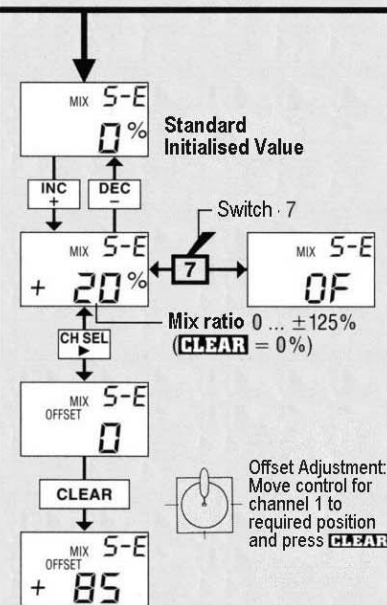 MIX S-E
0 %
Standard
Initialised Value
INC
+
DEC
−
Switch · 7
MIX S-E
+ 20 %
7
MIX S-E
OF
Mix ratio 0 ... ±125%
(CLEAR = 0%)
CH SEL
►
MIX S-E
OFFSET
0
CLEAR
Offset Adjustment:
Move control for
channel 1 to
required position
and press CLEAR
MIX S-E
OFFSET
+ 85